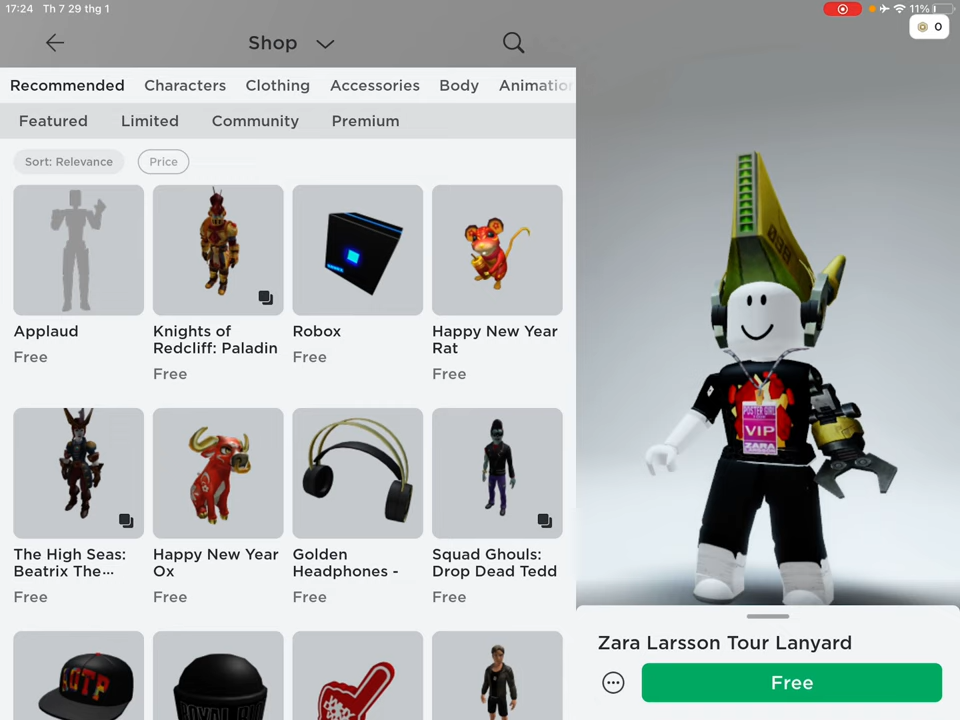 17:24 Th 7 29 thg 1
11%
0
Shop
Recommended Characters Clothing Accessories Body Animation
Featured Limited Community Premium
Sort: Relevance Price
Applaud
Free
Knights of
Redcliff: Paladin
Free
Robox
Free
Happy New Year
Rat
Free
The High Seas:
Beatrix The...
Free
Happy New Year
Ox
Free
Golden
Headphones -
Free
Squad Ghouls:
Drop Dead Tedd
Free
AOTP
POSTER GIRL
VIP
ZARA
Zara Larsson Tour Lanyard
Free